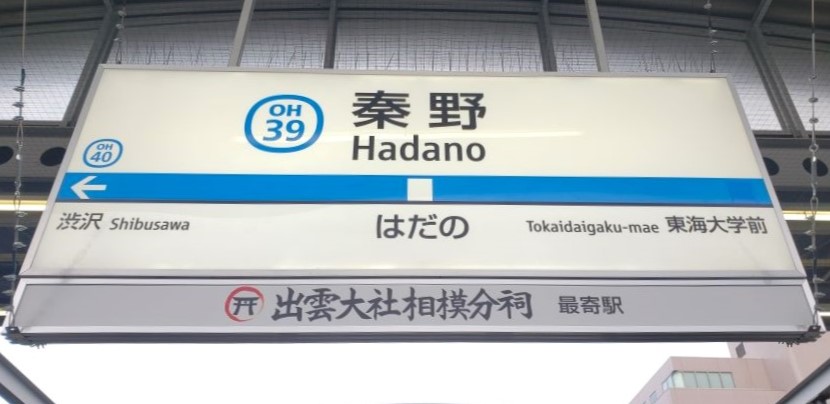 OH
39
秦野
Hadano
OH
40
渋沢 Shibusawa
はだの
Tokaidaigaku-mae 東海大学前
出雲大社相模分祠 最寄駅